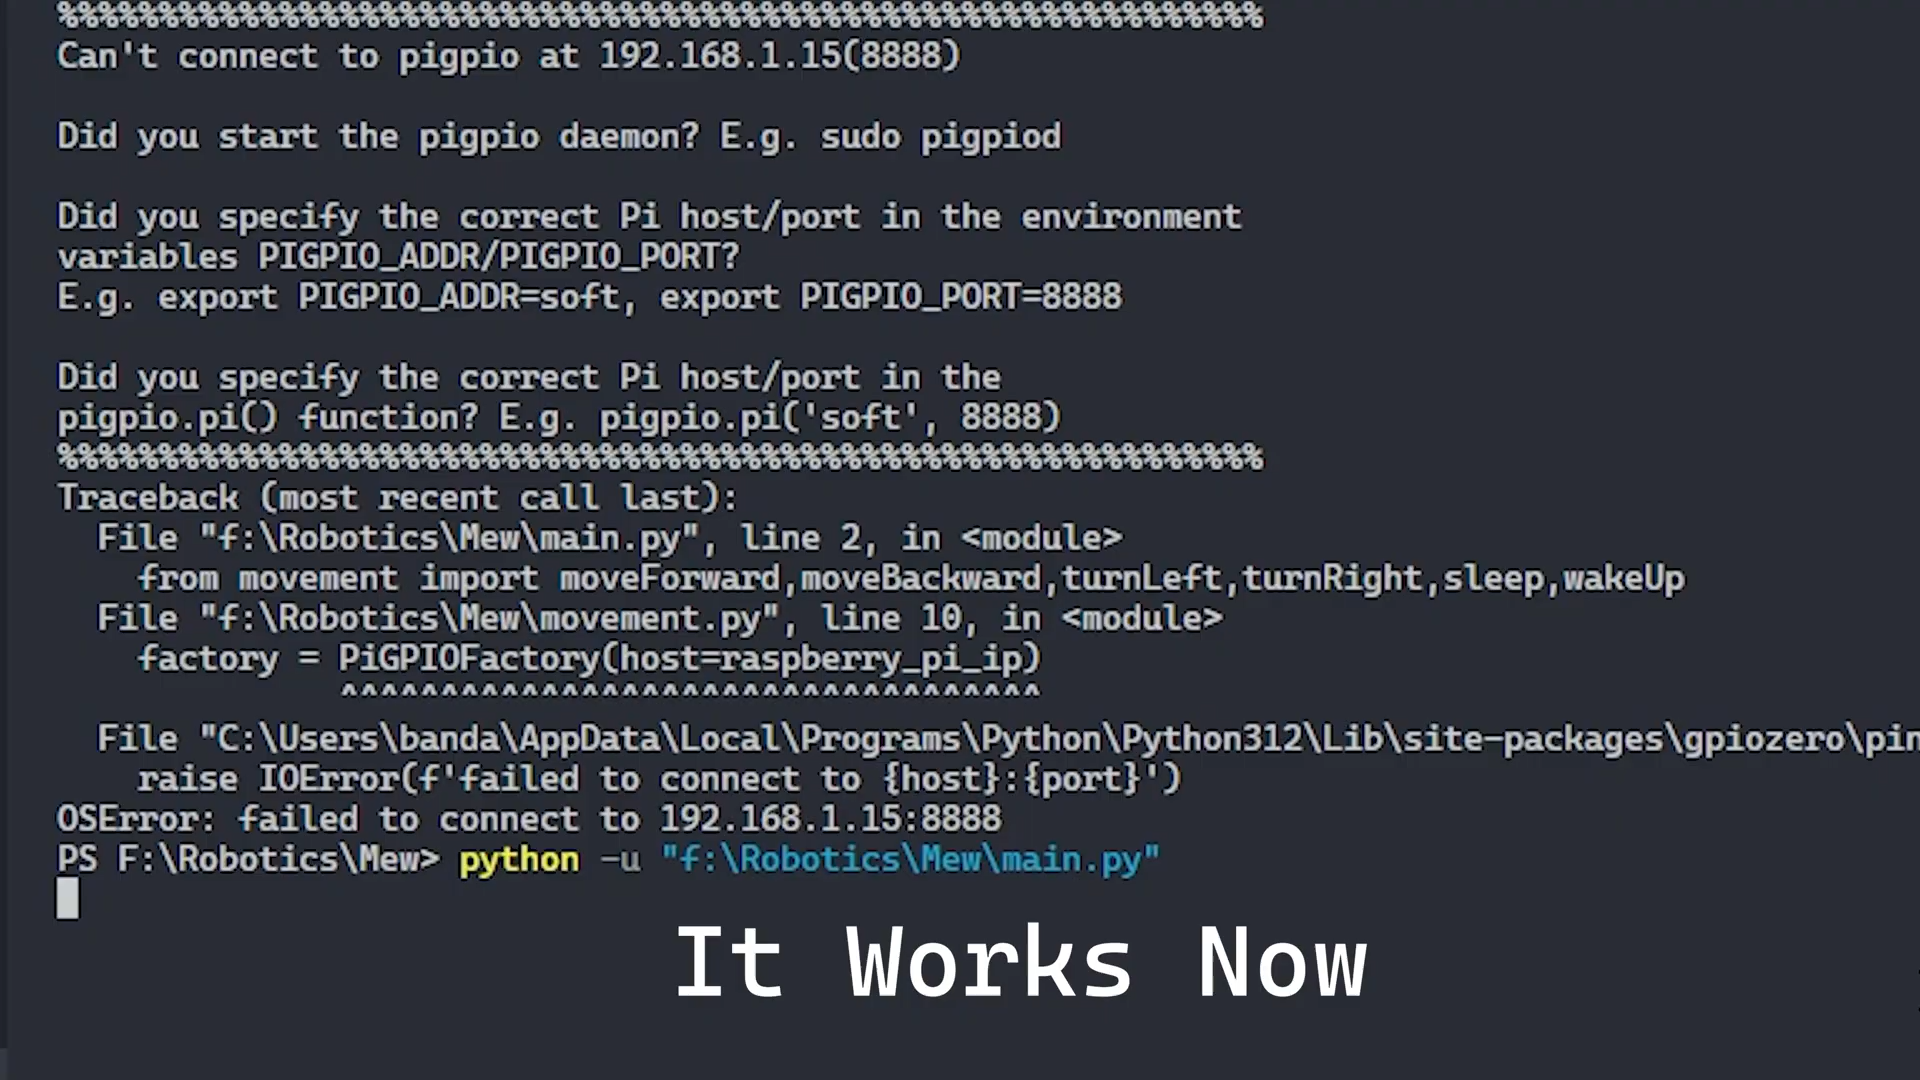 %%%%%%%%%%%%%%%%%%%%%%%%%%%%%%%%%%%%%%%%%%%%%%%%%%%%%%%%%%%%
Can't connect to pigpio at 192.168.1.15(8888)
Did you start the pigpio daemon? E.g. sudo pigpiod
Did you specify the correct Pi host/port in the environment
variables PIGPIO_ADDR/PIGPIO_PORT?
E.g. export PIGPIO_ADDR=soft, export PIGPIO_PORT=8888
Did you specify the correct Pi host/port in the
pigpio.pi() function? E.g. pigpio.pi('soft', 8888)
%%%%%%%%%%%%%%%%%%%%%%%%%%%%%%%%%%%%%%%%%%%%%%%%%%%%%%%%%%%%
Traceback (most recent call last):
File "f:\Robotics\Mew\main.py", line 2, in <module>
from movement import moveForward,moveBackward,turnLeft,turnRight,sleep,wakeUp
File "f:\Robotics\Mew\movement.py", line 10, in <module>
factory = PiGPIOFactory(host=raspberry_pi_ip)
^^^^^^^^^^^^^^^^^^^^^^^^^^^^^^^^^^^
File "C:\Users\banda\AppData\Local\Programs\Python\Python312\Lib\site-packages\gpiozero\pin
raise IOError(f'failed to connect to {host}:{port}')
OSError: failed to connect to 192.168.1.15:8888
PS F:\Robotics\Mew> python -u "f:\Robotics\Mew\main.py"
It Works Now